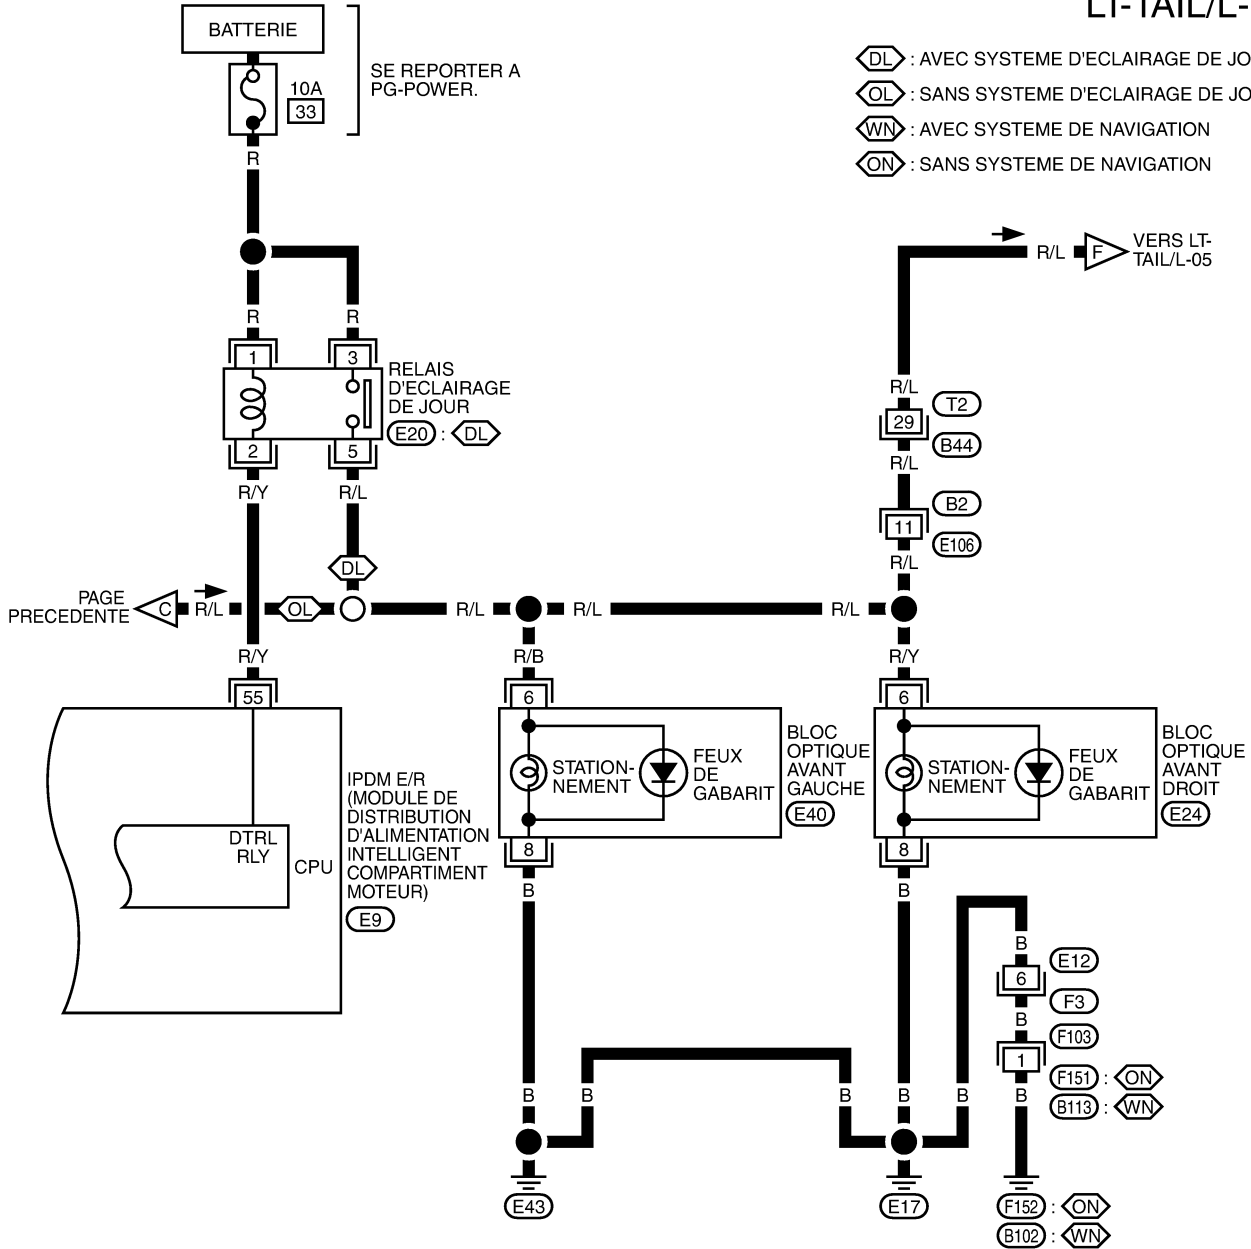 LT-TAIL/L-
BATTERIE
10A
33
SE REPORTER A
PG-POWER.
DL : AVEC SYSTEME D'ECLAIRAGE DE JO
OL : SANS SYSTEME D'ECLAIRAGE DE JO
WN : AVEC SYSTEME DE NAVIGATION
ON : SANS SYSTEME DE NAVIGATION
R
R/L
F
VERS LT-
TAIL/L-05
R
R
1
3
RELAIS
D'ECLAIRAGE
DE JOUR
E20 : DL
2
5
R/Y
R/L
DL
R/L
29
T2
B44
R/L
B2
11
E106
R/L
PAGE
PRECEDENTE
C
R/L
OL
R/L
R/L
R/L
R/Y
R/B
R/Y
55
6
6
STATION-
NEMENT
FEUX
DE
GABARIT
BLOC
OPTIQUE
AVANT
GAUCHE
E40
STATION-
NEMENT
FEUX
DE
GABARIT
BLOC
OPTIQUE
AVANT
DROIT
E24
8
8
DTRL
RLY
CPU
IPDM E/R
(MODULE DE
DISTRIBUTION
D'ALIMENTATION
INTELLIGENT
COMPARTIMENT
MOTEUR)
E9
B
B
B
E12
6
F3
B
F103
1
F151 : ON
B113 : WN
B
B
B
B
B
B
E43
E17
F152 : ON
B102 : WN